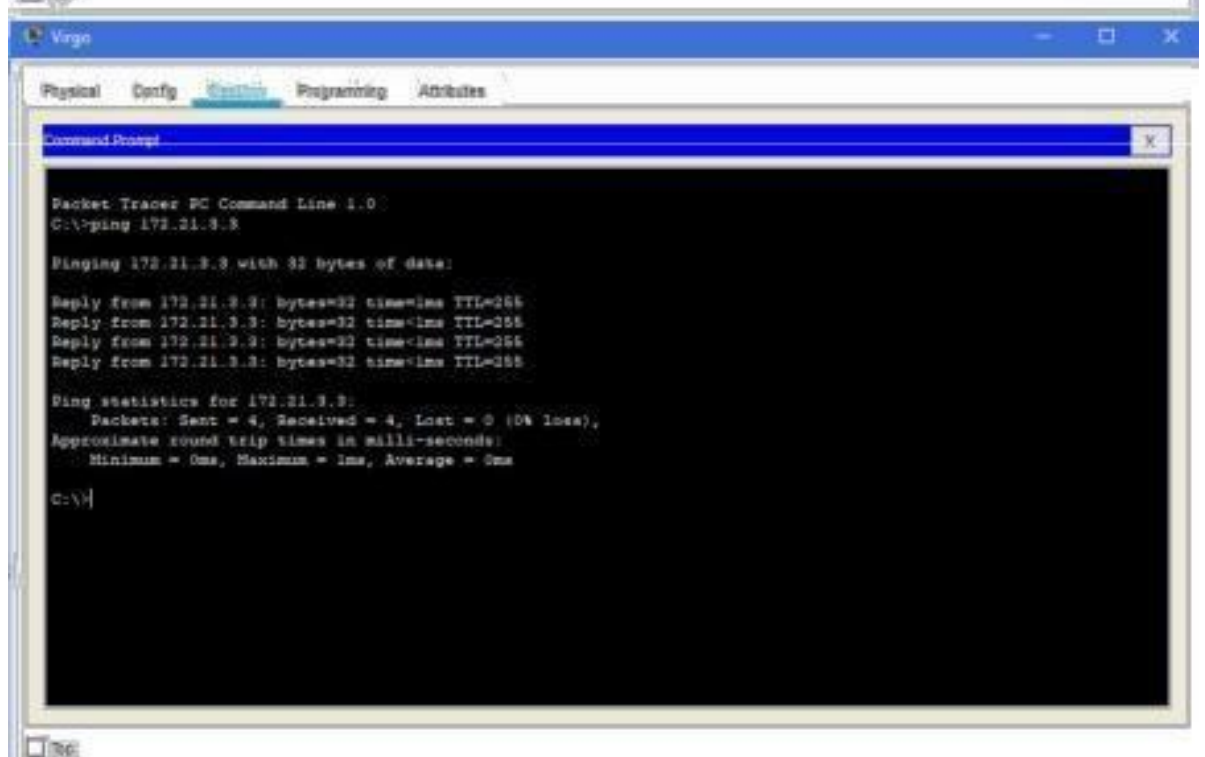 Virgo
Physical Config Desktop Programming Attributes
Command Prompt
X
Packet Tracer PC Command Line 1.0
C:\>ping 172.21.3.3
Pinging 172.21.3.3 with 32 bytes of data:
Reply from 172.21.3.3: bytes=32 time=1ms TTL=255
Reply from 172.21.3.3: bytes=32 time<1ms TTL=255
Reply from 172.21.3.3: bytes=32 time<1ms TTL=255
Reply from 172.21.3.3: bytes=32 time<1ms TTL=255
Ping statistics for 172.21.3.3:
Packets: Sent = 4, Received = 4, Lost = 0 (0% loss),
Approximate round trip times in milli-seconds:
Minimum = 0ms, Maximum = 1ms, Average = 0ms
C:\>
Top